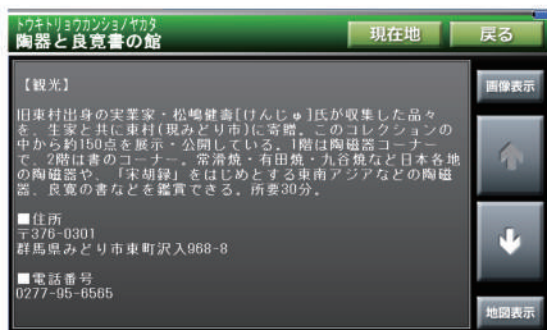 トウキトリョウカンショノヤカタ
陶器と良寛書の館
現在地
戻る
【観光】
画像表示
旧東村出身の実業家・松嶋健壽[けんじゅ]氏が収集した品々
を、生家と共に東村(現みどり市)に寄贈。このコレクションの
中から約150点を展示・公開している。1階は陶磁器コーナー
で、2階は書のコーナー。常滑焼・有田焼・九谷焼など日本各地
の陶磁器や、「宋胡録」をはじめとする東南アジアなどの陶磁
器、良寛の書などを鑑賞できる。所要30分。
■住所
〒376-0301
群馬県みどり市東町沢入968-8
■電話番号
0277-95-6565
地図表示